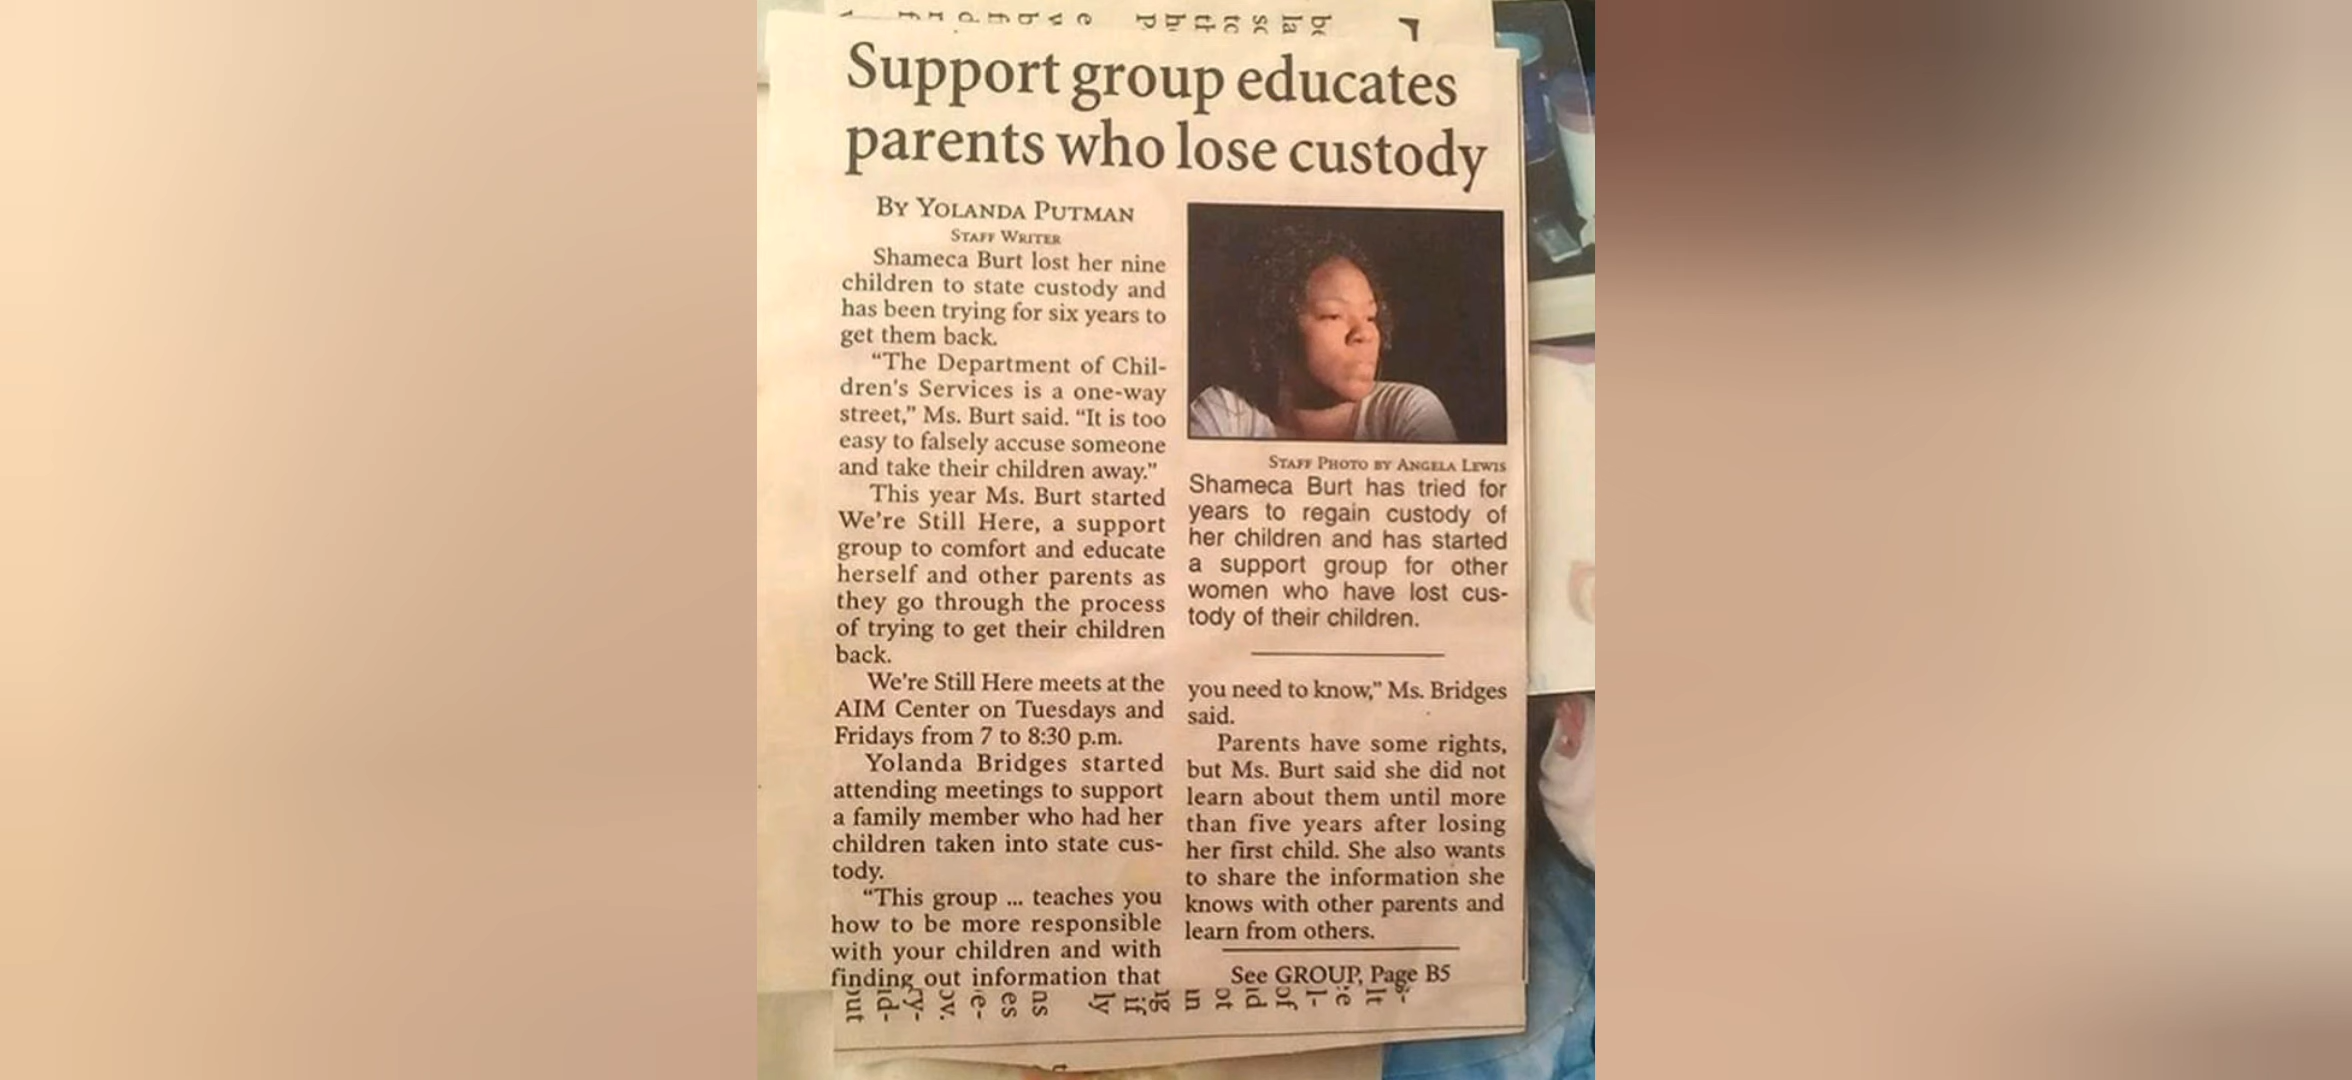 Support group educates
parents who lose custody
BY YOLANDA PUTMAN
STAFF WRITER
Shameca Burt lost her nine
children to state custody and
has been trying for six years to
get them back.
“The Department of Chil-
dren's Services is a one-way
street,” Ms. Burt said. “It is too
easy to falsely accuse someone
and take their children away.”
This year Ms. Burt started
We're Still Here, a support
group to comfort and educate
herself and other parents as
they go through the process
of trying to get their children
back.
We're Still Here meets at the
AIM Center on Tuesdays and
Fridays from 7 to 8:30 p.m.
Yolanda Bridges started
attending meetings to support
a family member who had her
children taken into state cus-
tody.
“This group ... teaches you
how to be more responsible
with your children and with
finding out information that
STAFF PHOTO BY ANGELA LEWIS
Shameca Burt has tried for
years to regain custody of
her children and has started
a support group for other
women who have lost cus-
tody of their children.
you need to know,” Ms. Bridges
said.
Parents have some rights,
but Ms. Burt said she did not
learn about them until more
than five years after losing
her first child. She also wants
to share the information she
knows with other parents and
learn from others.
See GROUP, Page B5